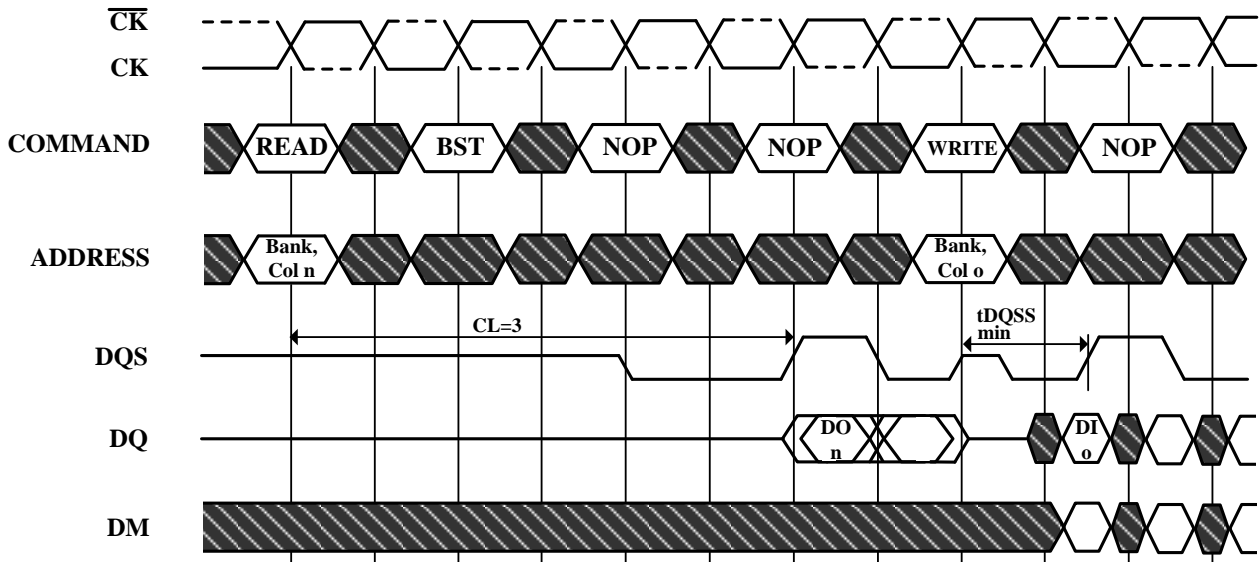 C̅K̅
CK
COMMAND
READ
BST
NOP
NOP
WRITE
NOP
ADDRESS
Bank,
Col n
Bank,
Col o
CL=3
tDQSS
min
DQS
DQ
DO
n
DI
o
DM